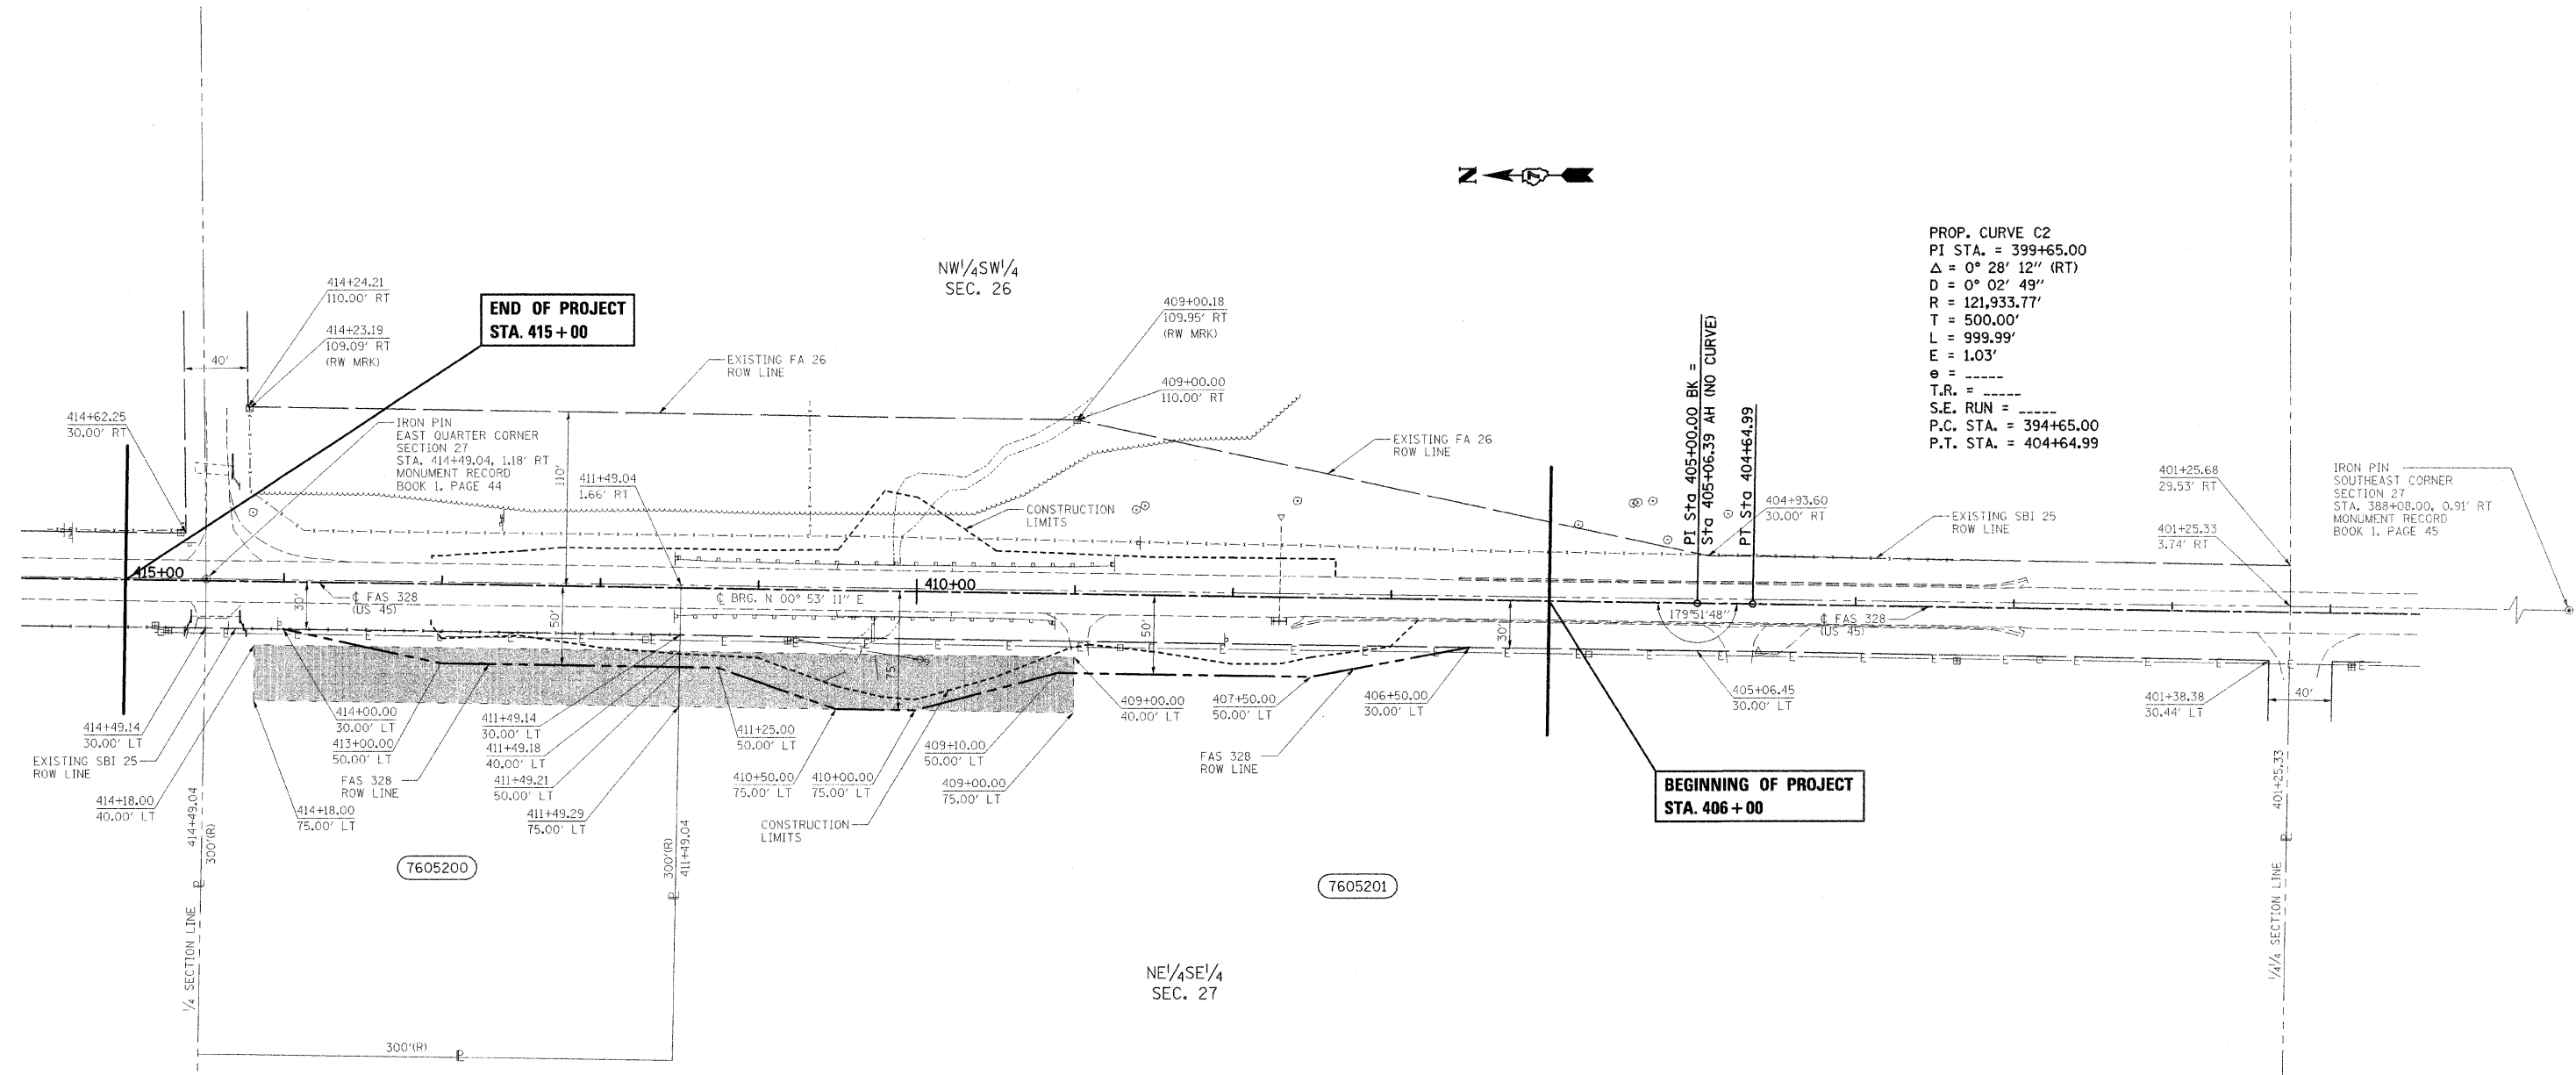 N
NW¹/₄SW¹/₄
SEC. 26
PROP. CURVE C2
PI STA. = 399+65.00
Δ = 0° 28' 12" (RT)
D = 0° 02' 49"
R = 121,933.77'
T = 500.00'
L = 999.99'
E = 1.03'
e = _____
T.R. = _____
S.E. RUN = _____
P.C. STA. = 394+65.00
P.T. STA. = 404+64.99
414+24.21
110.00' RT
414+23.19
109.09' RT
(RW MRK)
END OF PROJECT
STA. 415+00
40'
414+62.25
30.00' RT
EXISTING FA 26
ROW LINE
409+00.18
109.95' RT
(RW MRK)
409+00.00
110.00' RT
IRON PIN
EAST QUARTER CORNER
SECTION 27
STA. 414+49.04, 1.18' RT
MONUMENT RECORD
BOOK 1, PAGE 44
411+49.04
1.66' RT
110'
EXISTING FA 26
ROW LINE
CONSTRUCTION
LIMITS
PI Sta 405+00.00 BK =
Sta 405+06.39 AH (NO CURVE)
PT Sta 404+64.99
404+93.60
30.00' RT
EXISTING SBI 25
ROW LINE
401+25.68
29.53' RT
401+25.33
3.74' RT
IRON PIN
SOUTHEAST CORNER
SECTION 27
STA. 388+08.00, 0.91' RT
MONUMENT RECORD
BOOK 1, PAGE 45
415+00
410+00
30'
℄ FAS 328
(US 45)
50'
℄ BRG. N 00° 53' 11" E
75'
50'
30'
179°51'48"
℄ FAS 328
(US 45)
414+49.14
30.00' LT
EXISTING SBI 25
ROW LINE
414+18.00
40.00' LT
414+18.00
75.00' LT
414+00.00
30.00' LT
413+00.00
50.00' LT
FAS 328
ROW LINE
411+49.14
30.00' LT
411+49.18
40.00' LT
411+49.21
50.00' LT
411+49.29
75.00' LT
411+25.00
50.00' LT
410+50.00
75.00' LT
410+00.00
75.00' LT
CONSTRUCTION
LIMITS
409+10.00
50.00' LT
409+00.00
75.00' LT
409+00.00
40.00' LT
407+50.00
50.00' LT
FAS 328
ROW LINE
406+50.00
30.00' LT
405+06.45
30.00' LT
BEGINNING OF PROJECT
STA. 406+00
401+38.38
30.44' LT
40'
414+49.04
300'(R)
300'(R)
411+49.04
401+25.33
7605200
7605201
¹/₄ SECTION LINE
¹/₄¹/₄ SECTION LINE
NE¹/₄SE¹/₄
SEC. 27
300'(R)